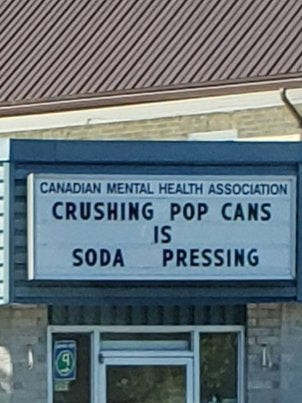 CANADIAN MENTAL HEALTH ASSOCIATION
CRUSHING POP CANS
IS
SODA PRESSING